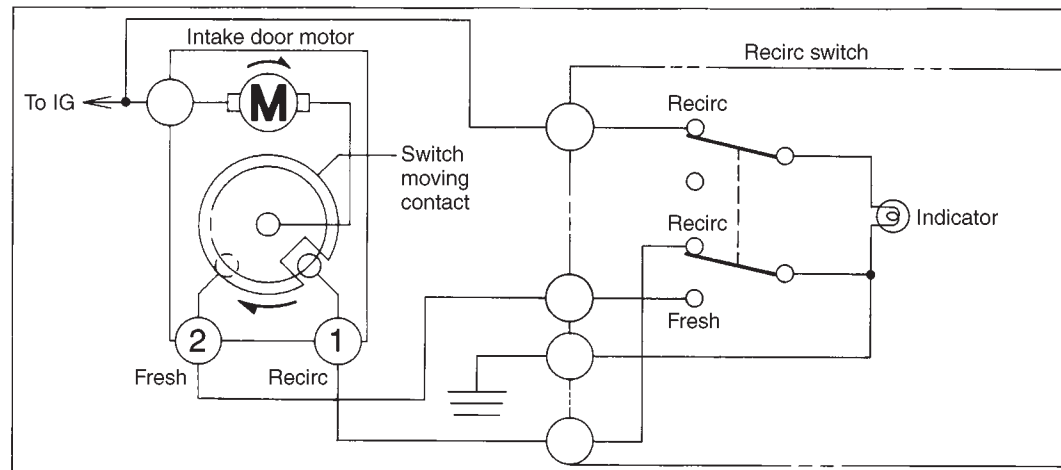 Intake door motor
Recirc switch
To IG
M
Recirc
Switch
moving
contact
Recirc
Indicator
Fresh
2
1
Fresh
Recirc